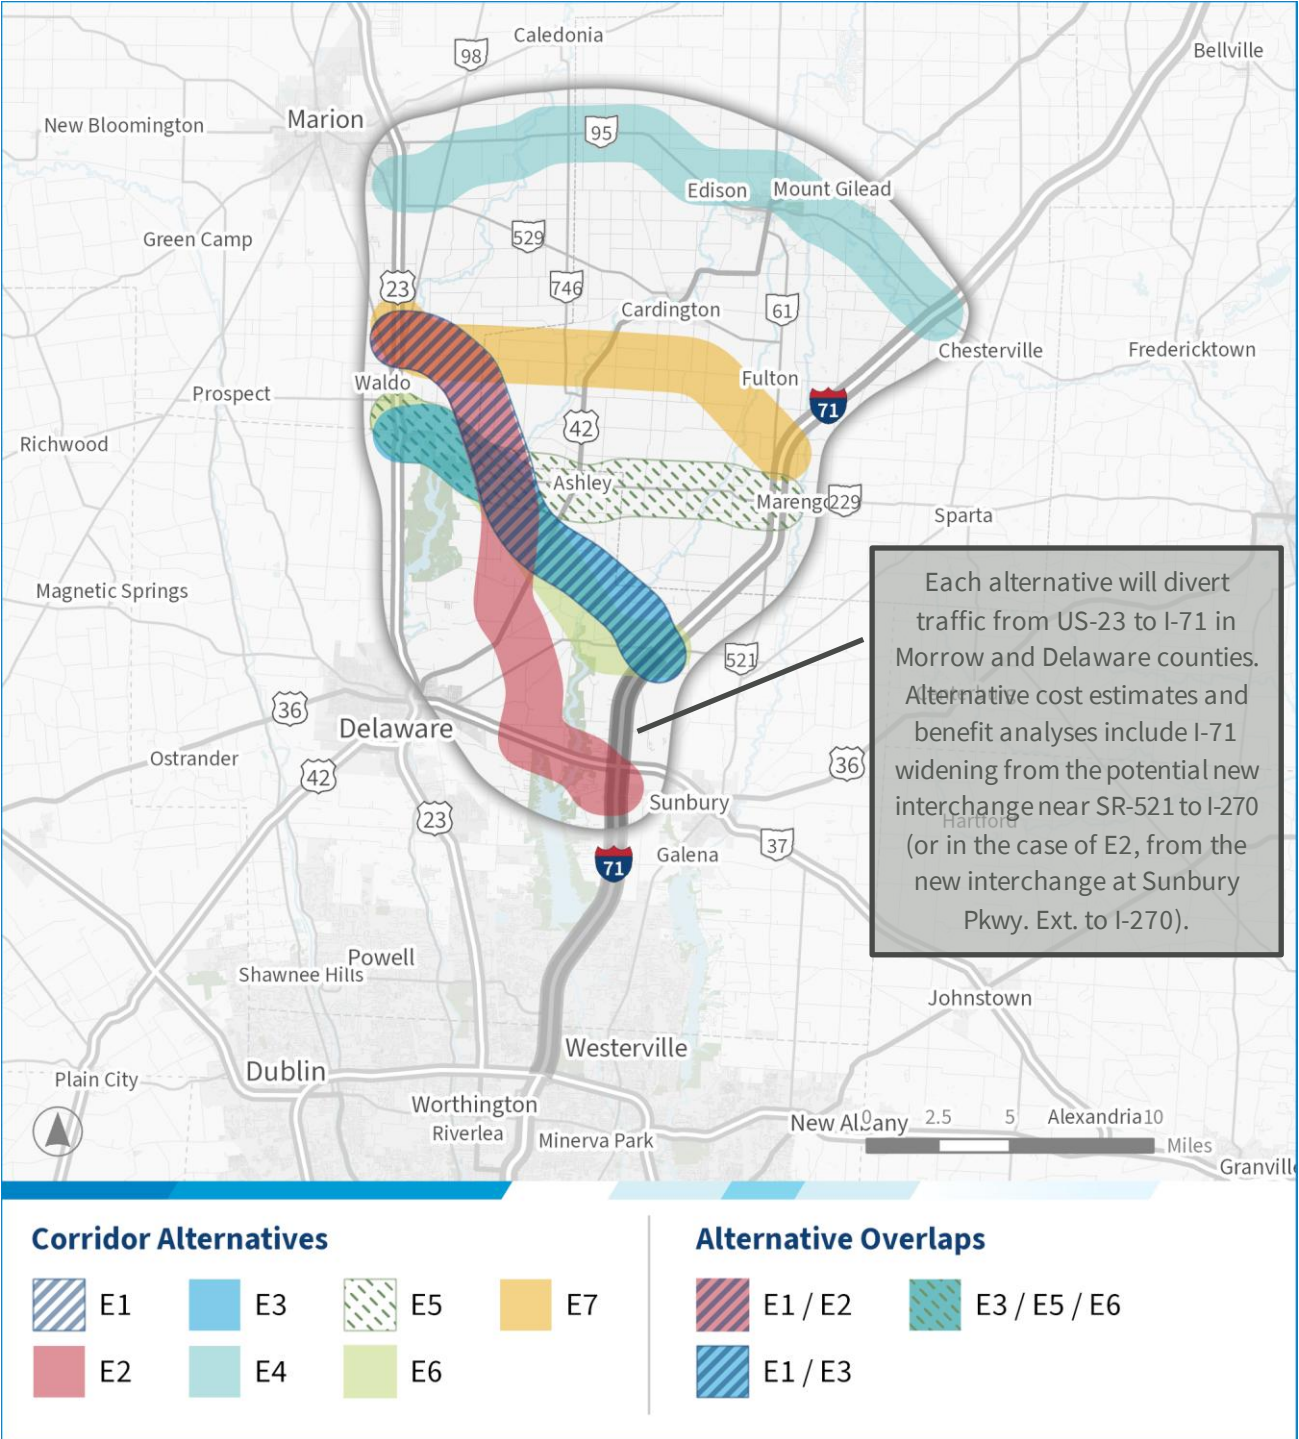 Caledonia
98
Bellville
Marion
New Bloomington
95
Edison
Mount Gilead
529
Green Camp
23
746
Cardington
61
Chesterville
Fredericktown
Waldo
Fulton
Prospect
71
42
Richwood
Ashley
Marengo
229
Sparta
Magnetic Springs
Each alternative will divert
traffic from US-23 to I-71 in
Morrow and Delaware counties.
Alternative cost estimates and
benefit analyses include I-71
widening from the potential new
interchange near SR-521 to I-270
(or in the case of E2, from the
new interchange at Sunbury
Pkwy. Ext. to I-270).
521
36
Delaware
Ostrander
42
36
Hartford
Sunbury
23
37
Galena
71
Powell
Shawnee Hills
Johnstown
Westerville
Dublin
Plain City
Worthington
Riverlea
Minerva Park
New Albany
0 2.5 5 10
Alexandria
Miles
Granville
Corridor Alternatives
E1 E3 E5 E7
E2 E4 E6
Alternative Overlaps
E1 / E2 E3 / E5 / E6
E1 / E3